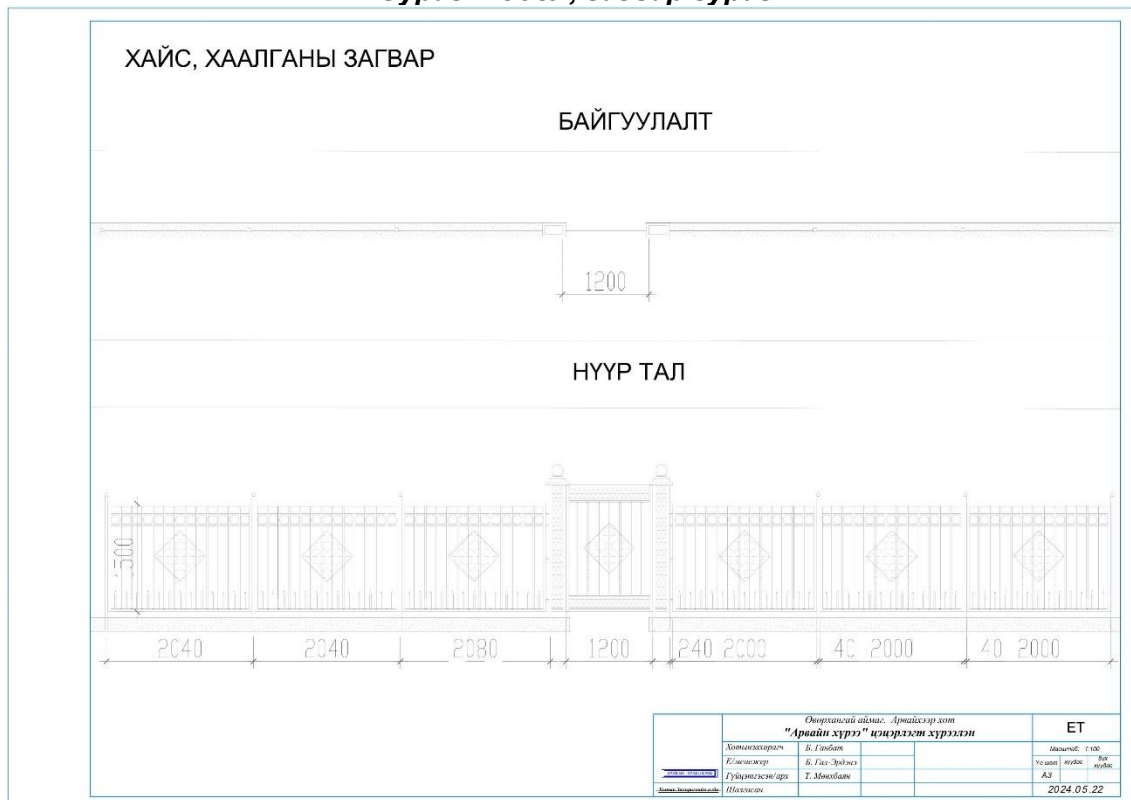 ХАЙС, ХААЛГАНЫ ЗАГВАР
БАЙГУУЛАЛТ
1200
НҮҮР ТАЛ
1500
2040 2040 2080 1200 240 2000 40 2000 40 2000
Өвөрхангай аймаг. Арвайхээр хот
"Арвайн хүрээ" цэцэрлэгт хүрээлэн
ЕТ
Б. Ганбат
Масштаб: 1:100
Е/менежер Б. Гал-Эрдэнэ
Үе шат хуудас бүх хуудас
Гүйцэтгэсэн/арх Т. Мөнхбаян
А3
Шалгасан
2024.05.22